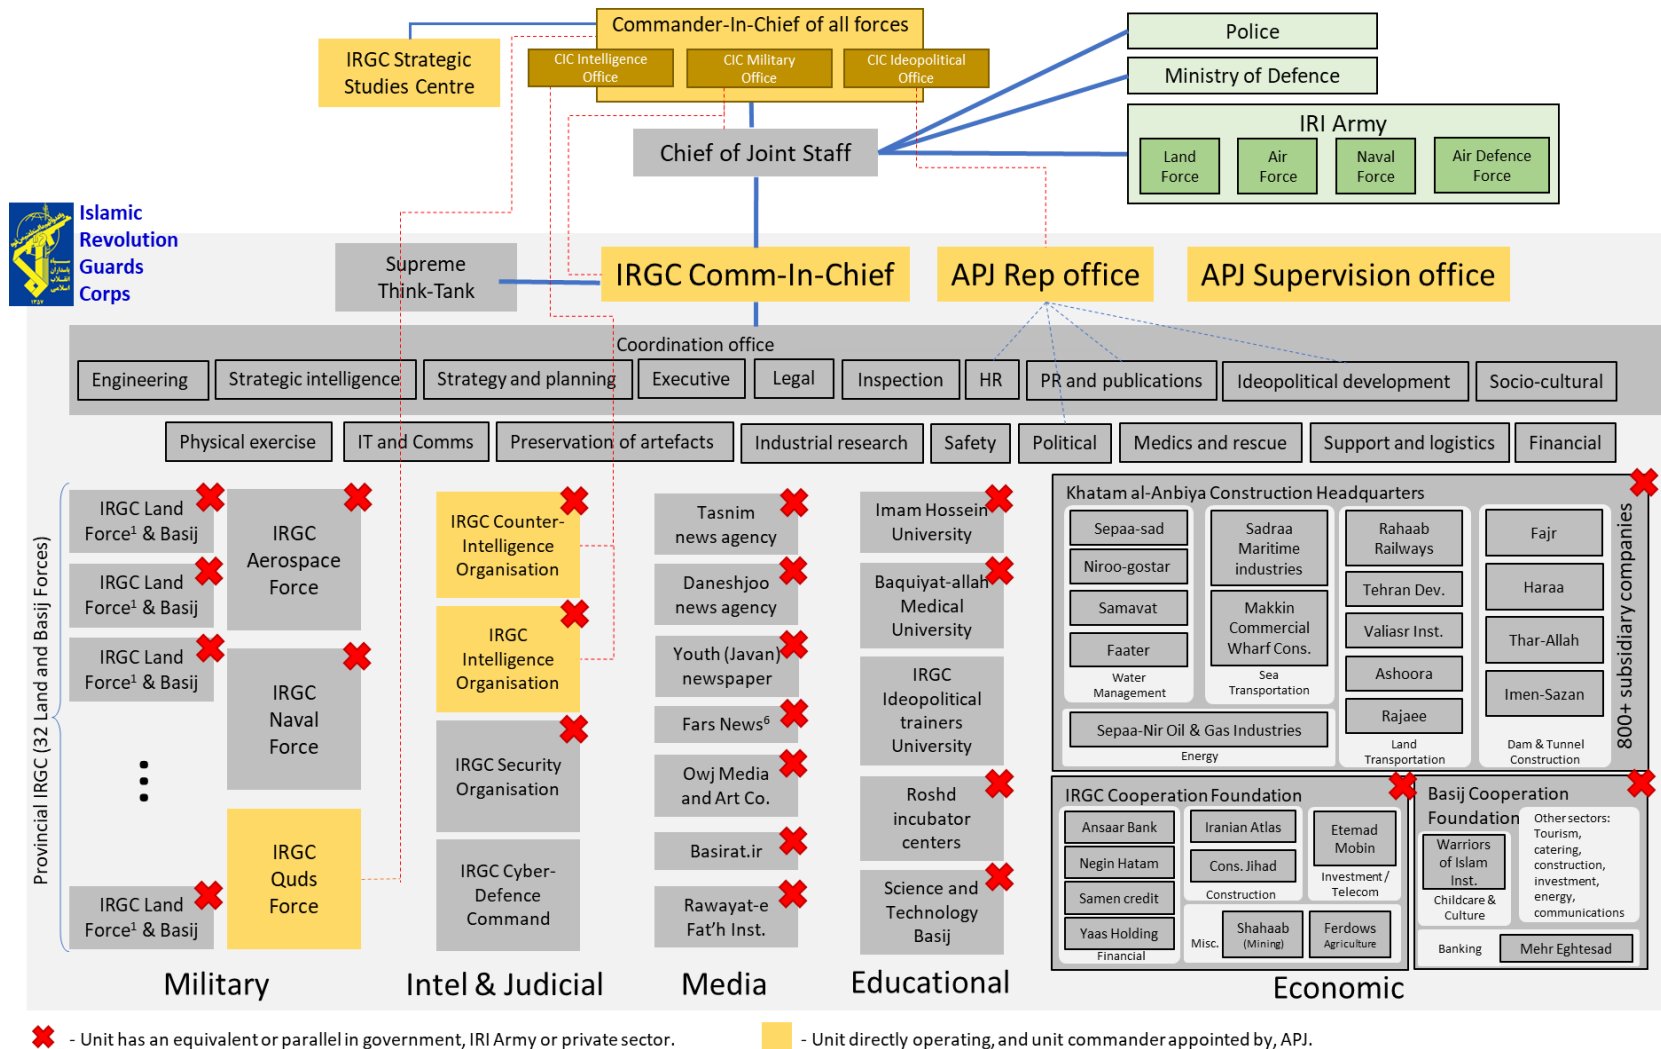 Commander-In-Chief of all forces
CIC Intelligence
Office
CIC Military
Office
CIC Ideopolitical
Office
IRGC Strategic
Studies Centre
Chief of Joint Staff
Police
Ministry of Defence
IRI Army
Land
Force
Air
Force
Naval
Force
Air Defence
Force
Islamic
Revolution
Guards
Corps
Supreme
Think-Tank
IRGC Comm-In-Chief
APJ Rep office
APJ Supervision office
Coordination office
Engineering
Strategic intelligence
Strategy and planning
Executive
Legal
Inspection
HR
PR and publications
Ideopolitical development
Socio-cultural
Physical exercise
IT and Comms
Preservation of artefacts
Industrial research
Safety
Political
Medics and rescue
Support and logistics
Financial
Provincial IRGC (32 Land and Basij Forces)
IRGC Land
Force1 & Basij
IRGC Land
Force1 & Basij
IRGC Land
Force1 & Basij
IRGC Land
Force1 & Basij
IRGC
Aerospace
Force
IRGC
Naval
Force
IRGC
Quds
Force
Military
IRGC Counter-
Intelligence
Organisation
IRGC
Intelligence
Organisation
IRGC Security
Organisation
IRGC Cyber-
Defence
Command
Intel & Judicial
Tasnim
news agency
Daneshjoo
news agency
Youth (Javan)
newspaper
Fars News6
Owj Media
and Art Co.
Basirat.ir
Rawayat-e
Fat’h Inst.
Media
Imam Hossein
University
Baquiyat-allah
Medical
University
IRGC
Ideopolitical
trainers
University
Roshd
incubator
centers
Science and
Technology
Basij
Educational
Khatam al-Anbiya Construction Headquarters
Sepaa-sad
Niroo-gostar
Samavat
Faater
Water
Management
Sadraa
Maritime
industries
Makkin
Commercial
Wharf Cons.
Sea
Transportation
Sepaa-Nir Oil & Gas Industries
Energy
Rahaab
Railways
Tehran Dev.
Valiasr Inst.
Ashoora
Rajaee
Land
Transportation
Fajr
Haraa
Thar-Allah
Imen-Sazan
Dam & Tunnel
Construction
800+ subsidiary companies
IRGC Cooperation Foundation
Ansaar Bank
Negin Hatam
Samen credit
Yaas Holding
Financial
Iranian Atlas
Cons. Jihad
Construction
Etemad
Mobin
Investment /
Telecom
Misc.
Shahaab
(Mining)
Ferdows
Agriculture
Basij Cooperation
Foundation
Warriors
of Islam
Inst.
Childcare &
Culture
Other sectors:
Tourism,
catering,
construction,
investment,
energy,
communications
Banking
Mehr Eghtesad
Economic
- Unit has an equivalent or parallel in government, IRI Army or private sector.
- Unit directly operating, and unit commander appointed by, APJ.